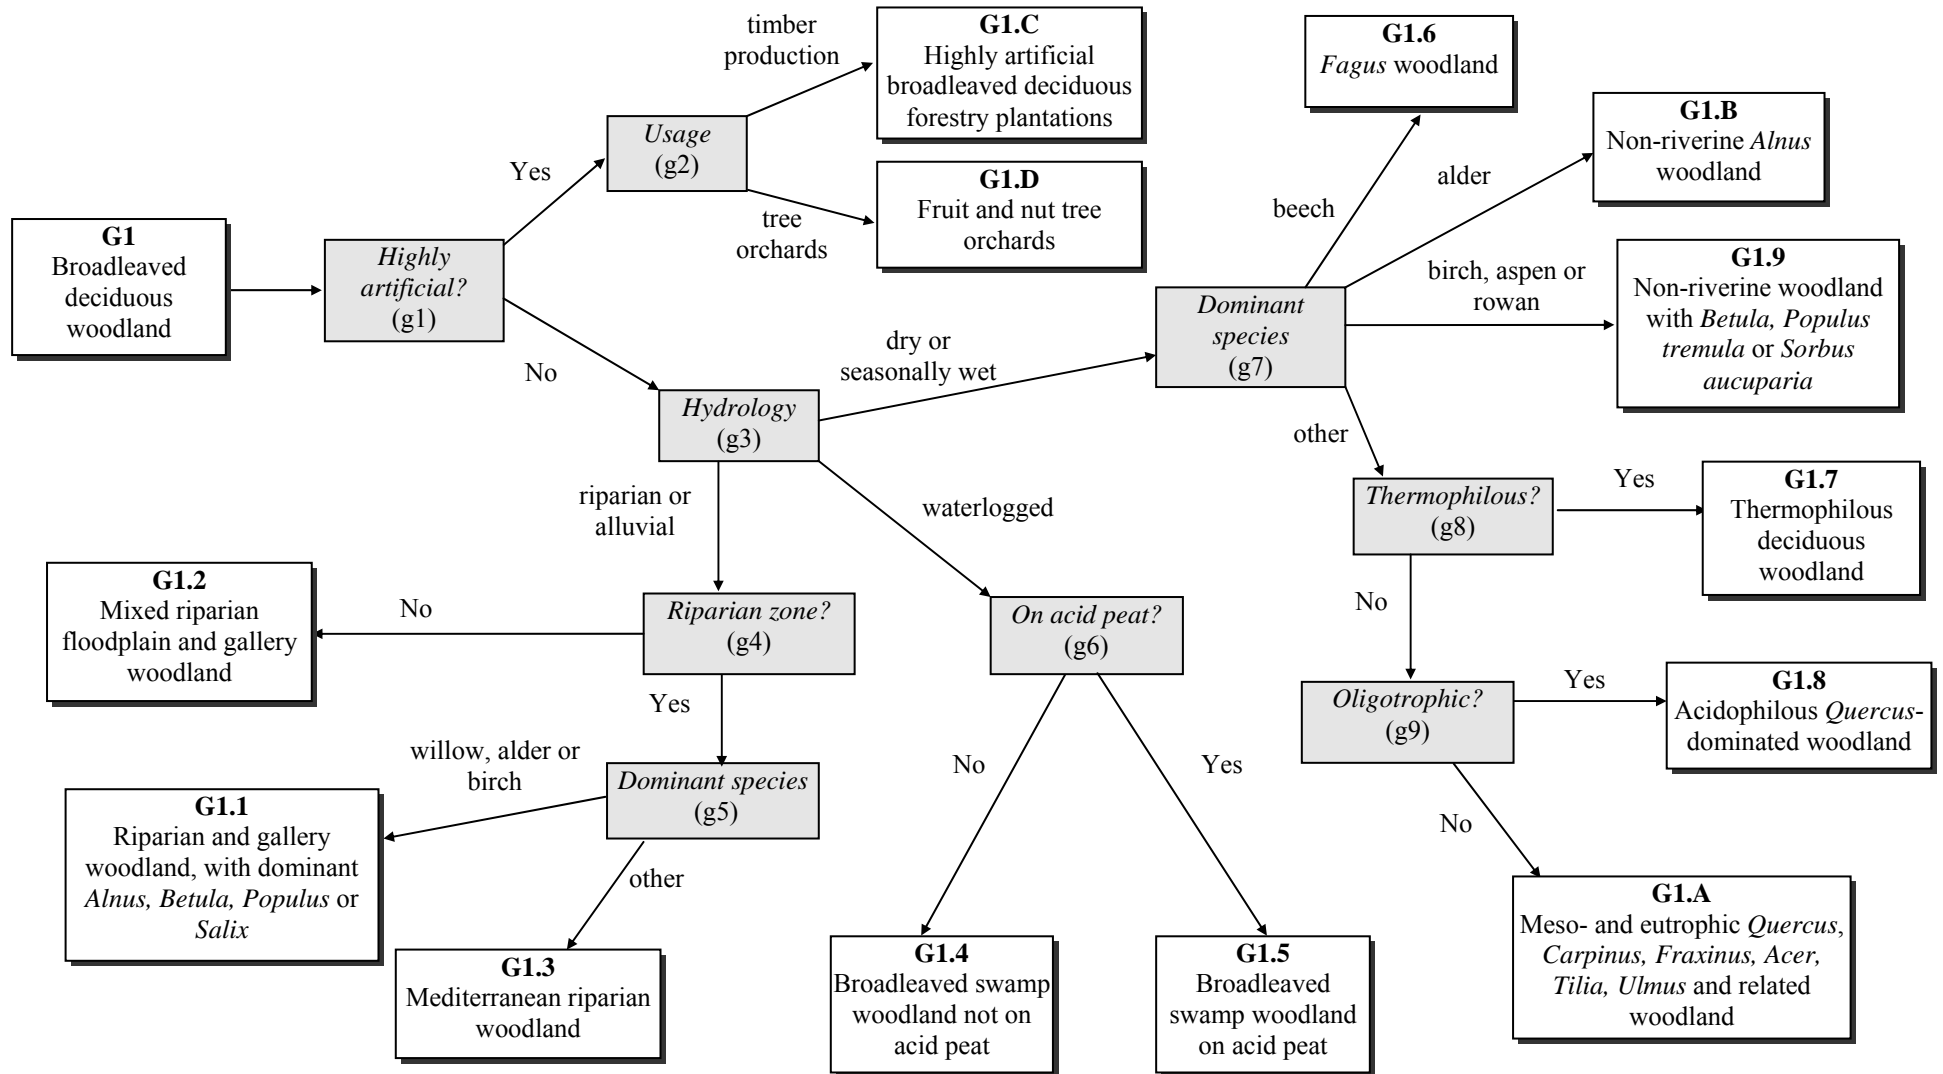 G1
Broadleaved
deciduous
woodland
Highly
artificial?
(g1)
Yes
No
Usage
(g2)
timber
production
tree
orchards
G1.C
Highly artificial
broadleaved deciduous
forestry plantations
G1.D
Fruit and nut tree
orchards
Hydrology
(g3)
dry or
seasonally wet
riparian or
alluvial
waterlogged
Dominant
species
(g7)
beech
alder
birch, aspen or
rowan
other
G1.6
Fagus woodland
G1.B
Non-riverine Alnus
woodland
G1.9
Non-riverine woodland
with Betula, Populus
tremula or Sorbus
aucuparia
Thermophilous?
(g8)
Yes
No
G1.7
Thermophilous
deciduous
woodland
Oligotrophic?
(g9)
Yes
No
G1.8
Acidophilous Quercus-
dominated woodland
G1.A
Meso- and eutrophic Quercus,
Carpinus, Fraxinus, Acer,
Tilia, Ulmus and related
woodland
Riparian zone?
(g4)
No
Yes
G1.2
Mixed riparian
floodplain and gallery
woodland
Dominant species
(g5)
willow, alder or
birch
other
G1.1
Riparian and gallery
woodland, with dominant
Alnus, Betula, Populus or
Salix
G1.3
Mediterranean riparian
woodland
On acid peat?
(g6)
No
Yes
G1.4
Broadleaved swamp
woodland not on
acid peat
G1.5
Broadleaved
swamp woodland
on acid peat